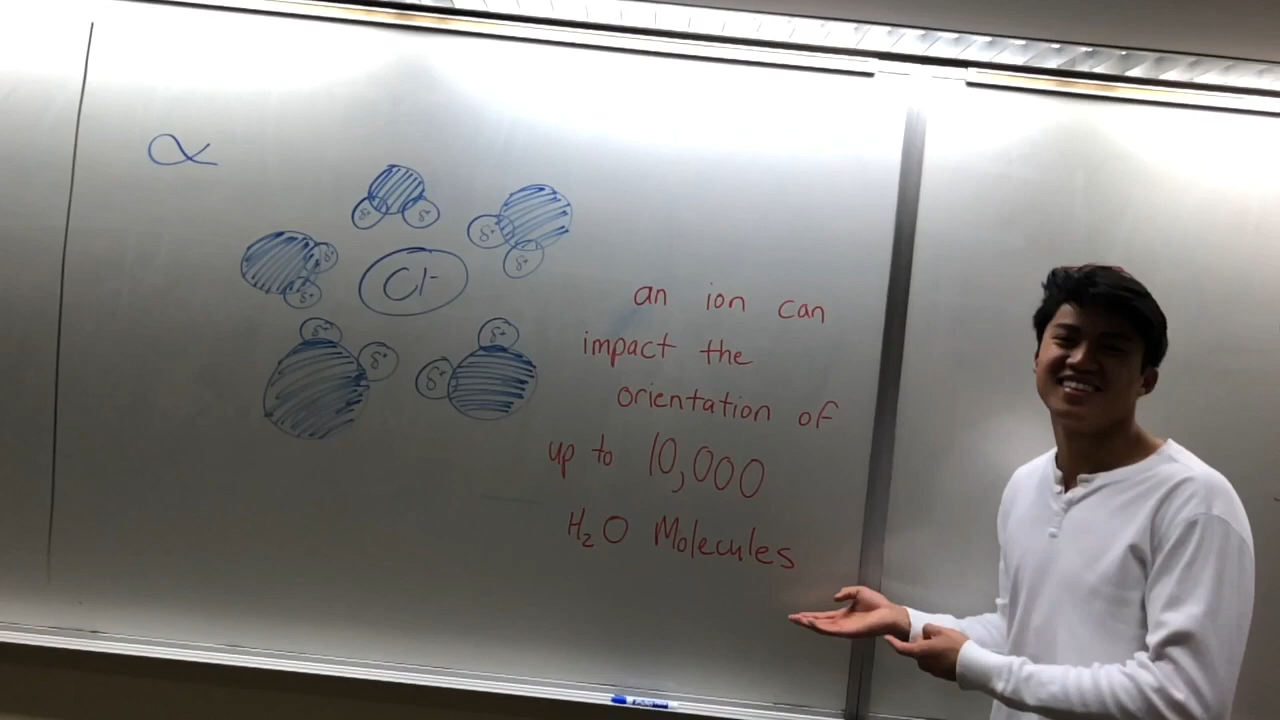 ∝
δ+ δ+
δ+
δ+
δ+
δ+
Cl-
δ+ δ+
δ+ δ+
an ion can
impact the
orientation of
up to 10,000
H₂O Molecules